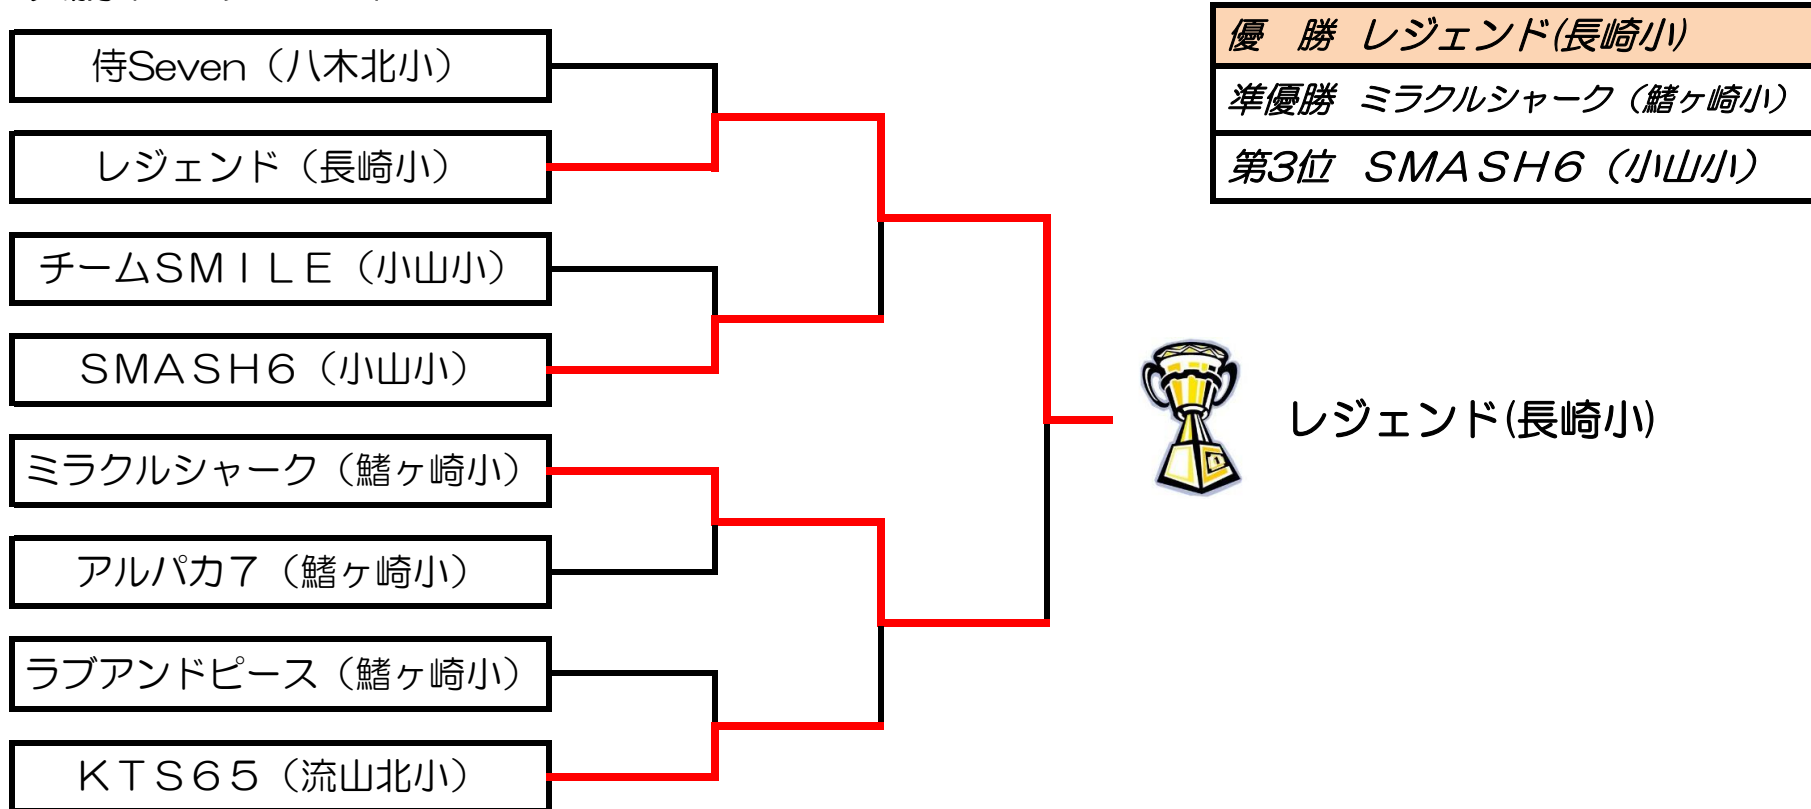 侍Seven（八木北小）
レジェンド（長崎小）
チームＳＭＩＬＥ（小山小）
ＳＭＡＳＨ６（小山小）
ミラクルシャーク（鰭ヶ崎小）
アルパカ７（鰭ヶ崎小）
ラブアンドピース（鰭ヶ崎小）
ＫＴＳ６５（流山北小）
優　勝　レジェンド(長崎小)
準優勝　ミラクルシャーク（鰭ヶ崎小）
第3位　ＳＭＡＳＨ６（小山小）
レジェンド(長崎小)